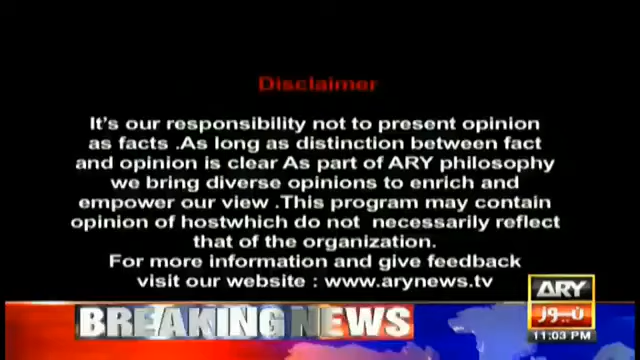 Disclaimer
It's our responsibility not to present opinion
as facts .As long as distinction between fact
and opinion is clear As part of ARY philosophy
we bring diverse opinions to enrich and
empower our view .This program may contain
opinion of hostwhich do not necessarily reflect
that of the organization.
For more information and give feedback
visit our website : www.arynews.tv
BREAKING NEWS
ARY
نیوز
11:03 PM